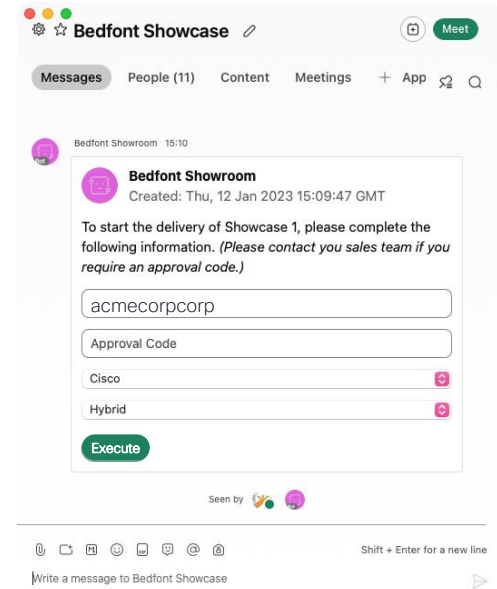 Bedfont Showcase
Meet
Messages People (11) Content Meetings + App
Bedfont Showroom 15:10
Bedfont Showroom
Created: Thu, 12 Jan 2023 15:09:47 GMT
To start the delivery of Showcase 1, please complete the
following information. (Please contact you sales team if you
require an approval code.)
acmecorpcorp
Approval Code
Cisco
Hybrid
Execute
Seen by
Shift + Enter for a new line
Write a message to Bedfont Showcase